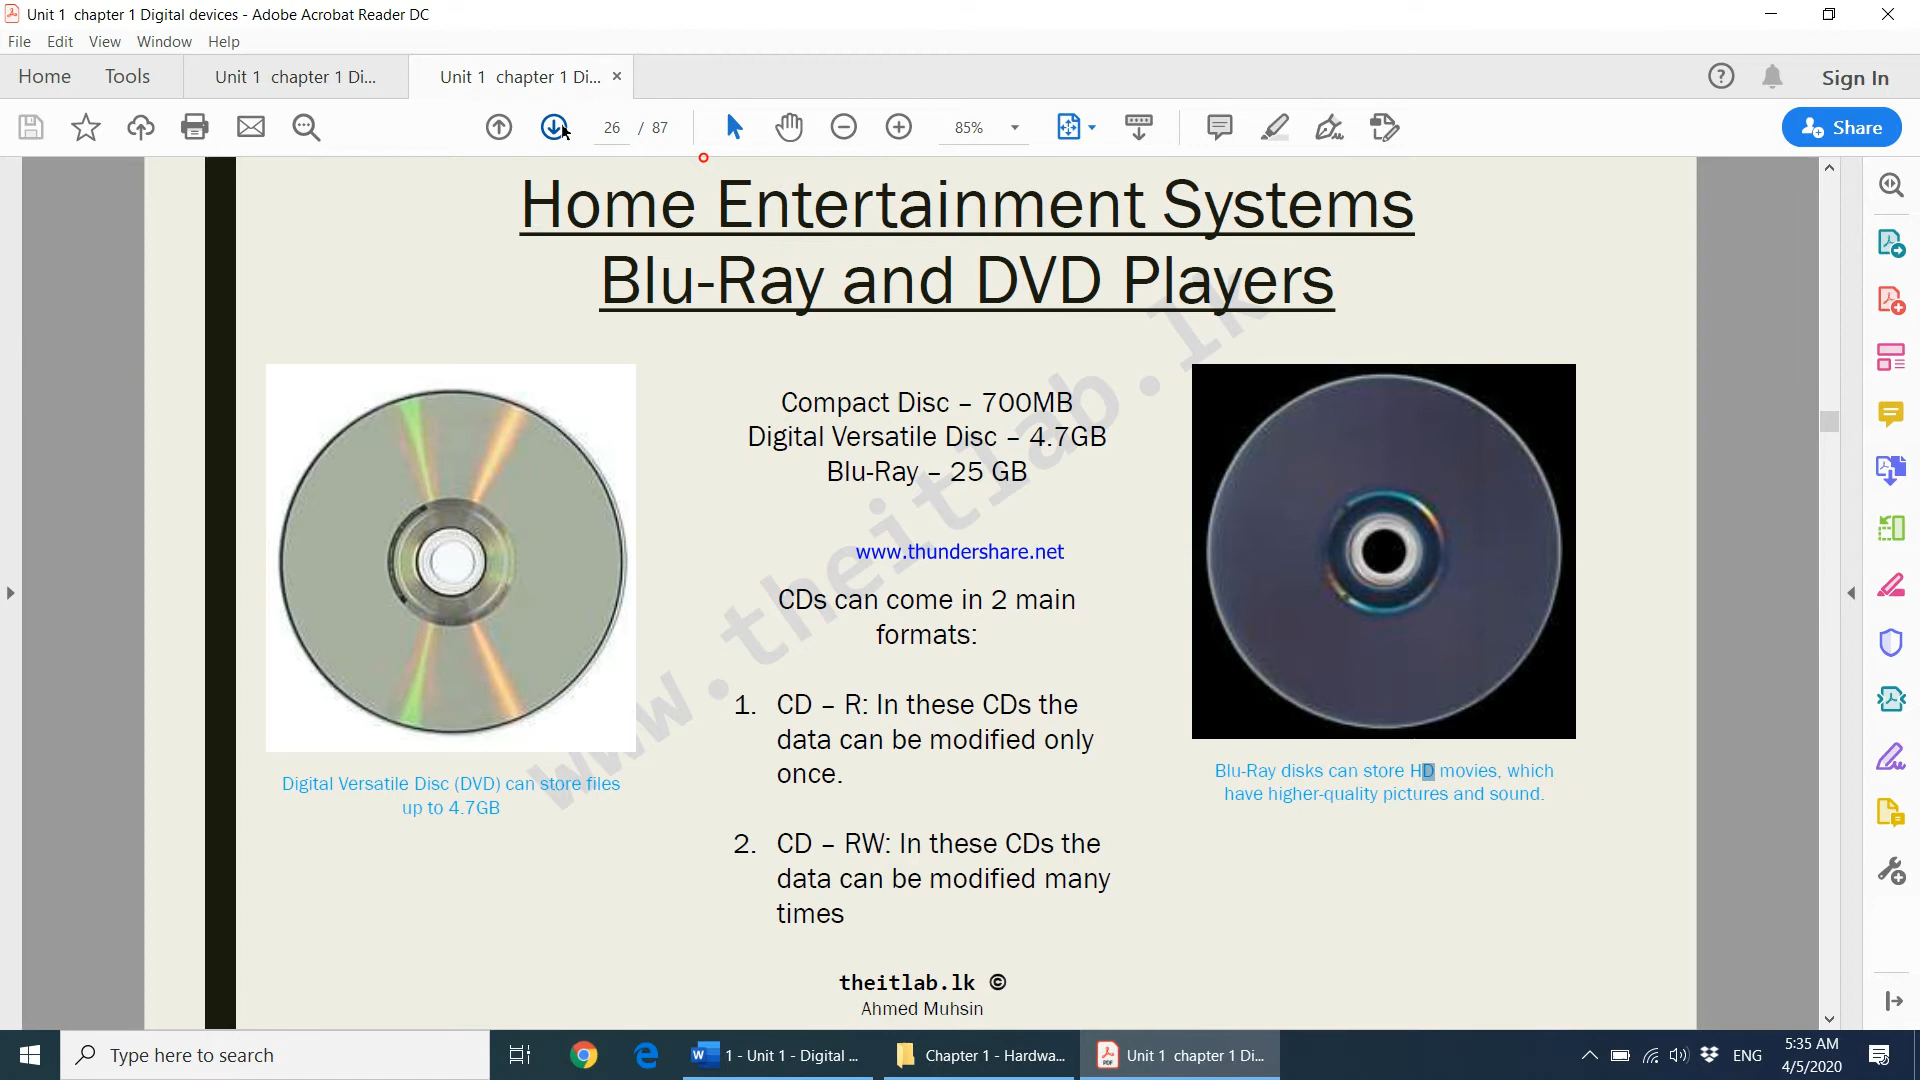 Unit 1  chapter 1 Digital devices - Adobe Acrobat Reader DC
File Edit View Window Help
Home Tools Unit 1  chapter 1 Di... Unit 1  chapter 1 Di... ×
26 / 87 85% Share
Sign In
Home Entertainment Systems
Blu-Ray and DVD Players
Compact Disc – 700MB
Digital Versatile Disc – 4.7GB
Blu-Ray – 25 GB
www.thundershare.net
CDs can come in 2 main
formats:
1. CD – R: In these CDs the
data can be modified only
once.
2. CD – RW: In these CDs the
data can be modified many
times
Digital Versatile Disc (DVD) can store files
up to 4.7GB
Blu-Ray disks can store HD movies, which
have higher-quality pictures and sound.
www.theitlab.lk
theitlab.lk ©
Ahmed Muhsin
Type here to search
1 - Unit 1 - Digital ...
Chapter 1 - Hardwa...
Unit 1  chapter 1 Di...
ENG
5:35 AM
4/5/2020